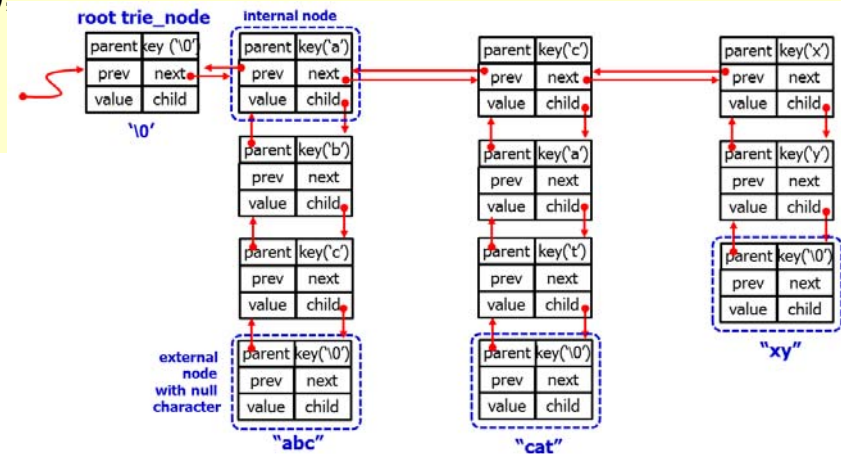 root trie_node
internal node
parent key ('\0')
prev next
value child
'\0'
parent key('a')
prev next
value child
parent key('b')
prev next
value child
parent key('c')
prev next
value child
external
node
with null
character
parent key('\0')
prev next
value child
"abc"
parent key('c')
prev next
value child
parent key('a')
prev next
value child
parent key('t')
prev next
value child
parent key('\0')
prev next
value child
"cat"
parent key('x')
prev next
value child
parent key('y')
prev next
value child
parent key('\0')
prev next
value child
"xy"